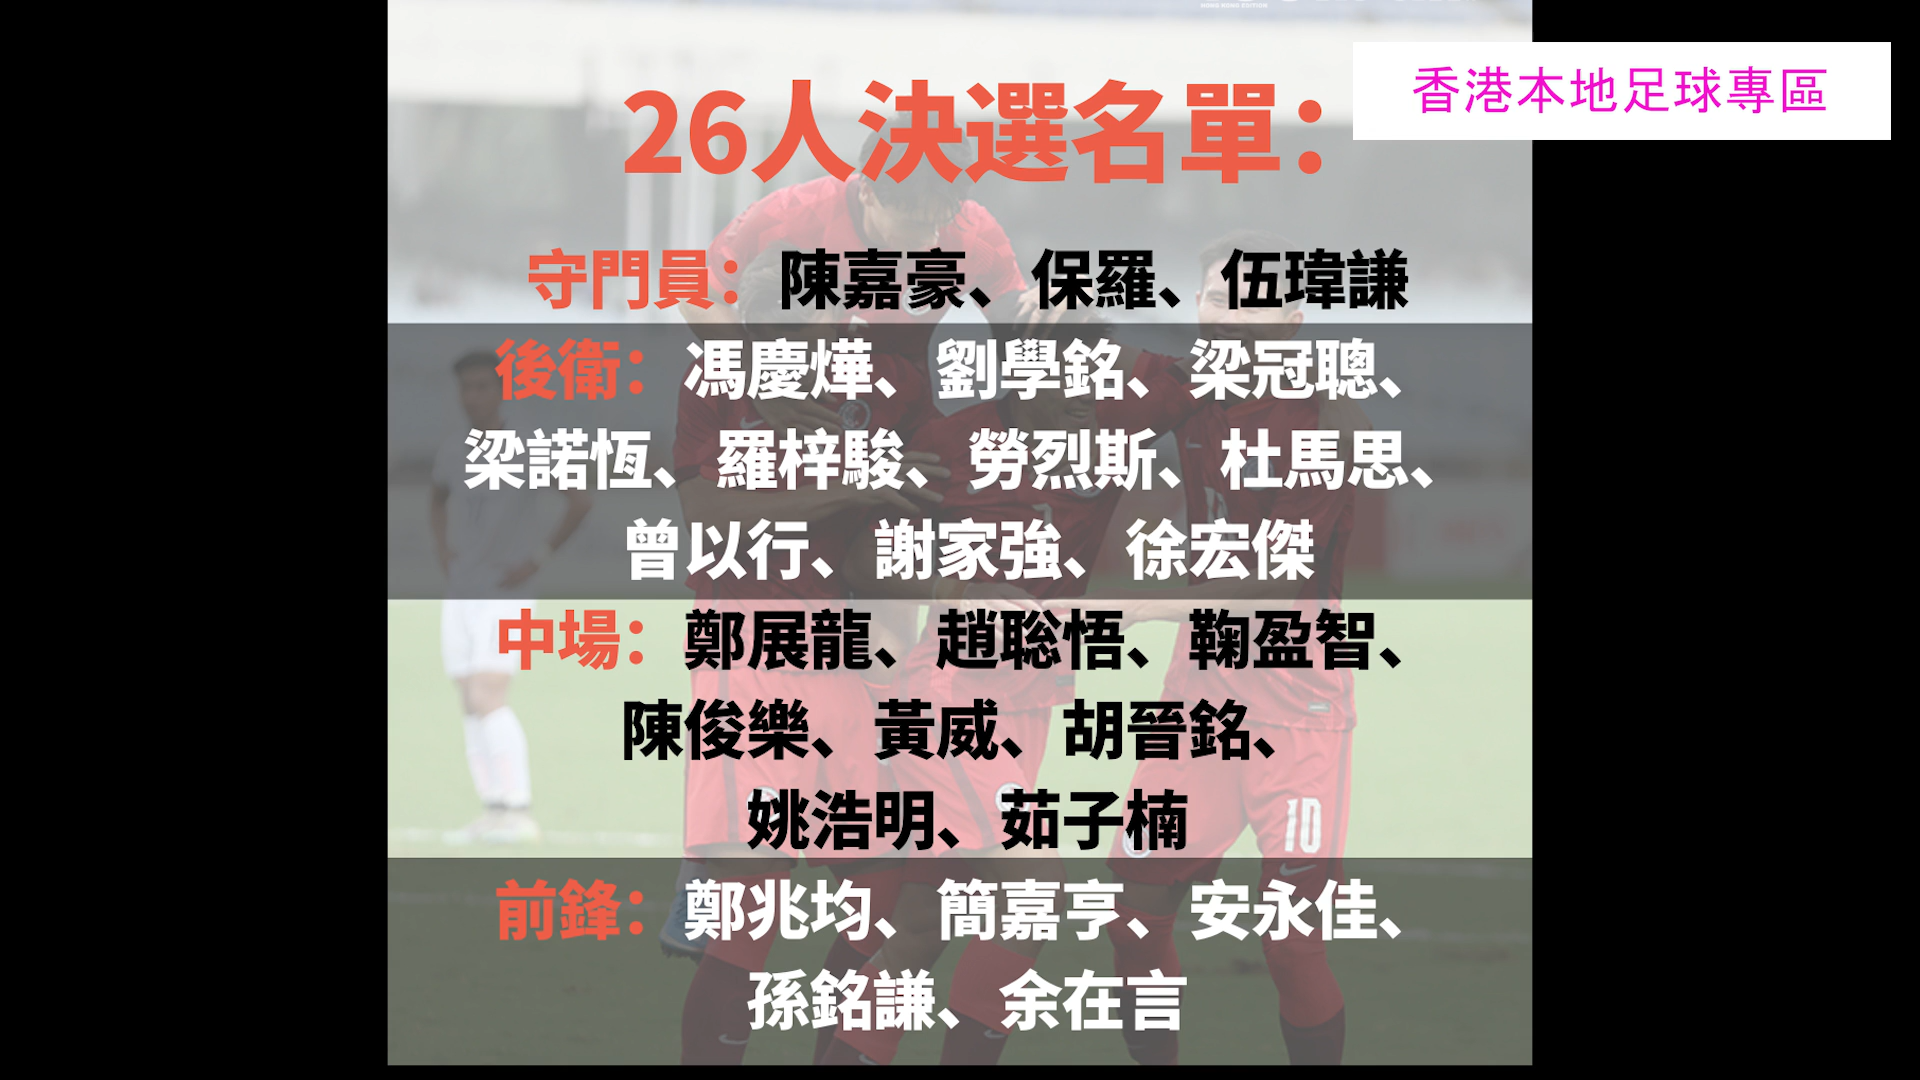 HONG KONG EDITION
香港本地足球專區
26人決選名單：
守門員：陳嘉豪、保羅、伍瑋謙
後衛：馮慶燁、劉學銘、梁冠聰、
梁諾恆、羅梓駿、勞烈斯、杜馬思、
曾以行、謝家強、徐宏傑
中場：鄭展龍、趙聡悟、鞠盈智、
陳俊樂、黃威、胡晉銘、
姚浩明、茹子楠
前鋒：鄭兆均、簡嘉亨、安永佳、
孫銘謙、余在言
10